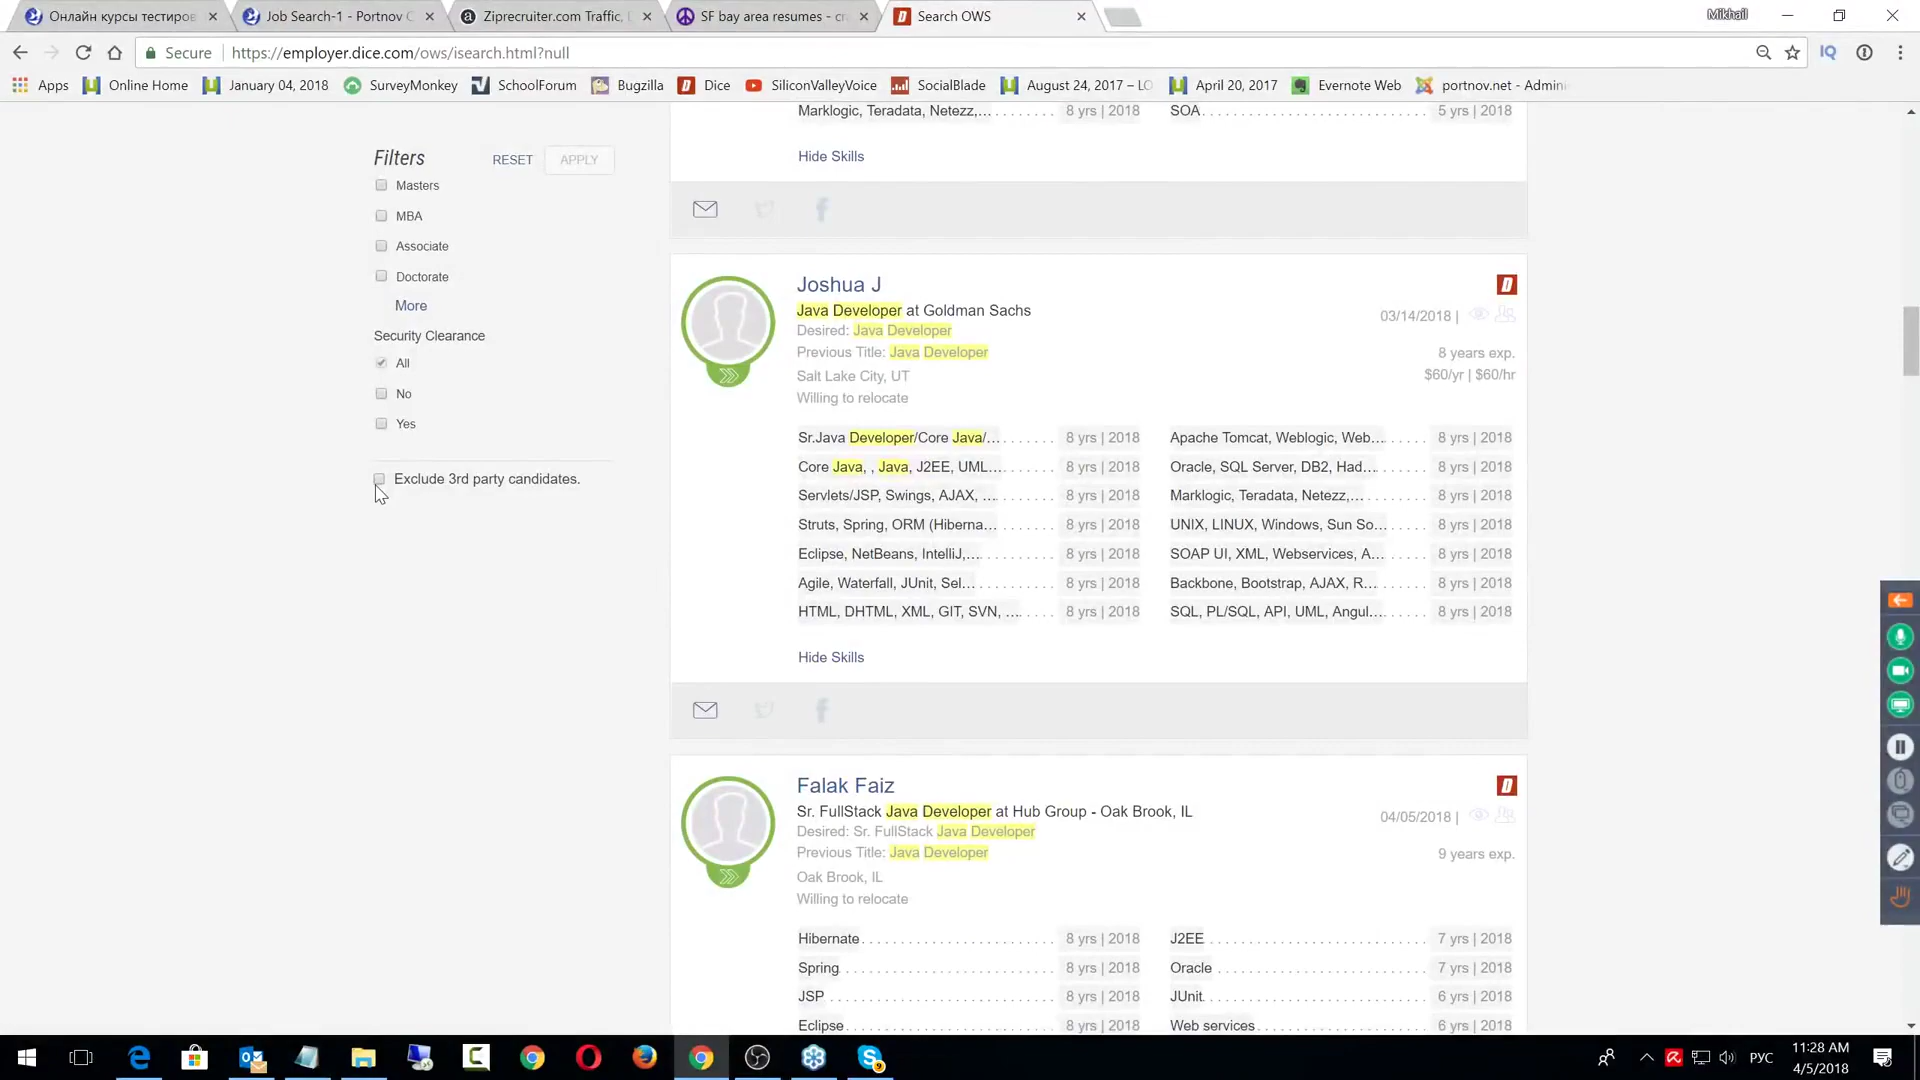 Онлайн курсы тестиров
Job Search-1 - Portnov C
Ziprecruiter.com Traffic,
SF bay area resumes - cr
Search OWS
Mikhail
Secure
https://employer.dice.com/ows/isearch.html?null
Apps
Online Home
January 04, 2018
SurveyMonkey
SchoolForum
Bugzilla
Dice
SiliconValleyVoice
SocialBlade
August 24, 2017 – LO
April 20, 2017
Evernote Web
portnov.net - Admini
Filters
RESET
APPLY
Masters
MBA
Associate
Doctorate
More
Security Clearance
All
No
Yes
Exclude 3rd party candidates.
Marklogic, Teradata, Netezz,... 8 yrs | 2018
SOA 5 yrs | 2018
Hide Skills
Joshua J
Java Developer at Goldman Sachs
Desired: Java Developer
Previous Title: Java Developer
Salt Lake City, UT
Willing to relocate
03/14/2018 |
8 years exp.
$60/yr | $60/hr
Sr.Java Developer/Core Java/... 8 yrs | 2018
Apache Tomcat, Weblogic, Web... 8 yrs | 2018
Core Java, , Java, J2EE, UML... 8 yrs | 2018
Oracle, SQL Server, DB2, Had... 8 yrs | 2018
Servlets/JSP, Swings, AJAX, ... 8 yrs | 2018
Marklogic, Teradata, Netezz,... 8 yrs | 2018
Struts, Spring, ORM (Hiberna... 8 yrs | 2018
UNIX, LINUX, Windows, Sun So... 8 yrs | 2018
Eclipse, NetBeans, IntelliJ,... 8 yrs | 2018
SOAP UI, XML, Webservices, A... 8 yrs | 2018
Agile, Waterfall, JUnit, Sel... 8 yrs | 2018
Backbone, Bootstrap, AJAX, R... 8 yrs | 2018
HTML, DHTML, XML, GIT, SVN, ... 8 yrs | 2018
SQL, PL/SQL, API, UML, Angul... 8 yrs | 2018
Hide Skills
Falak Faiz
Sr. FullStack Java Developer at Hub Group - Oak Brook, IL
Desired: Sr. FullStack Java Developer
Previous Title: Java Developer
Oak Brook, IL
Willing to relocate
04/05/2018 |
9 years exp.
Hibernate 8 yrs | 2018
J2EE 7 yrs | 2018
Spring 8 yrs | 2018
Oracle 7 yrs | 2018
JSP 8 yrs | 2018
JUnit 6 yrs | 2018
Eclipse 8 yrs | 2018
Web services 6 yrs | 2018
РУС
11:28 AM
4/5/2018